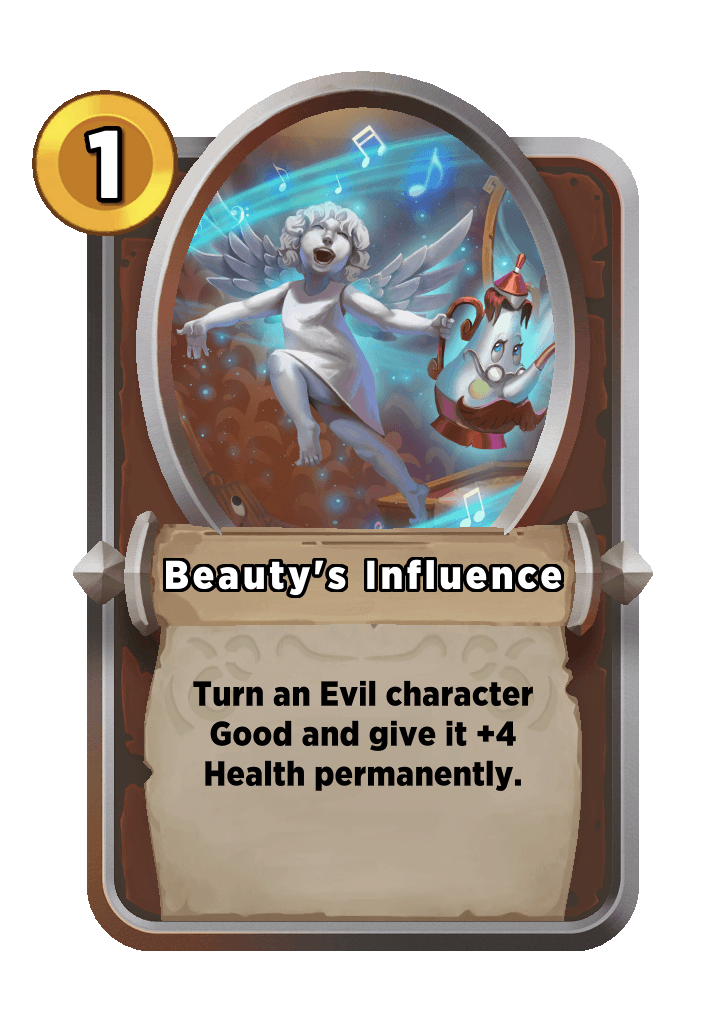 1
Beauty's Influence
Turn an Evil character
Good and give it +4
Health permanently.